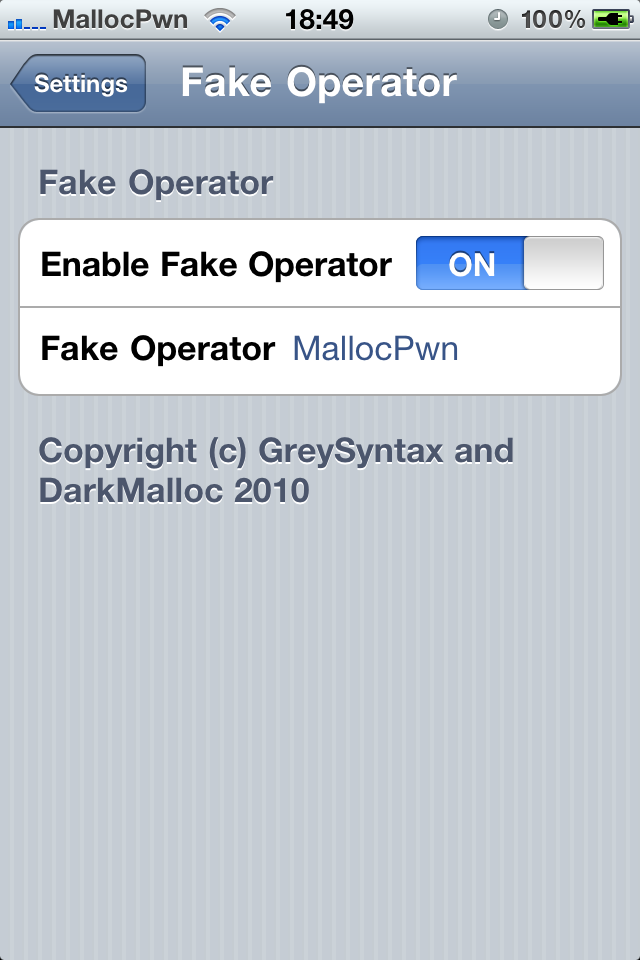 MallocPwn 18:49 100%
Settings Fake Operator
Fake Operator
Enable Fake Operator ON
Fake Operator MallocPwn
Copyright (c) GreySyntax and
DarkMalloc 2010